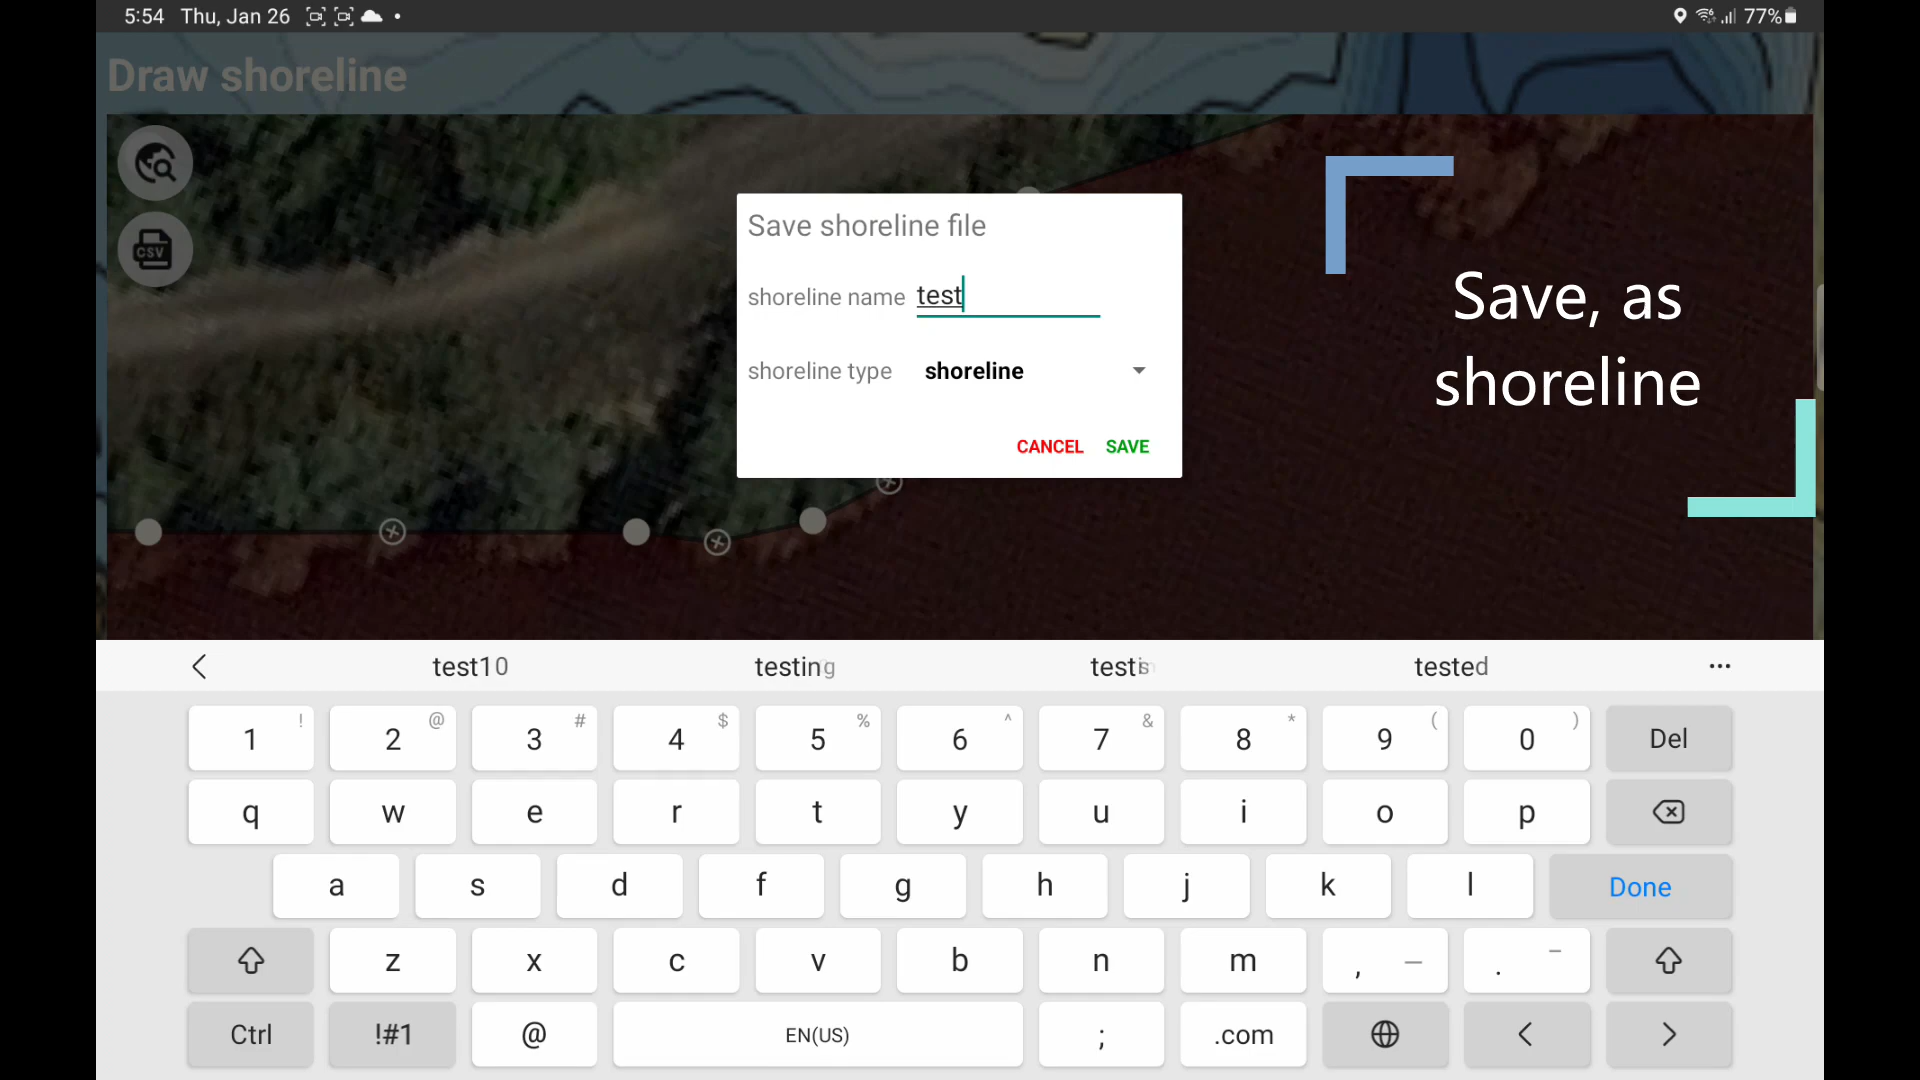 5:54 Thu, Jan 26
77%
Draw shoreline
CSV
Save shoreline file
shoreline name test
shoreline type shoreline
CANCEL SAVE
Save, as
shoreline
test10 testing tested
1 ! 2 @ 3 # 4 $ 5 % 6 ^ 7 & 8 * 9 ( 0 ) Del
q w e r t y u i o p
a s d f g h j k l Done
z x c v b n m , — . –
Ctrl !#1 @ EN(US) ; .com < >